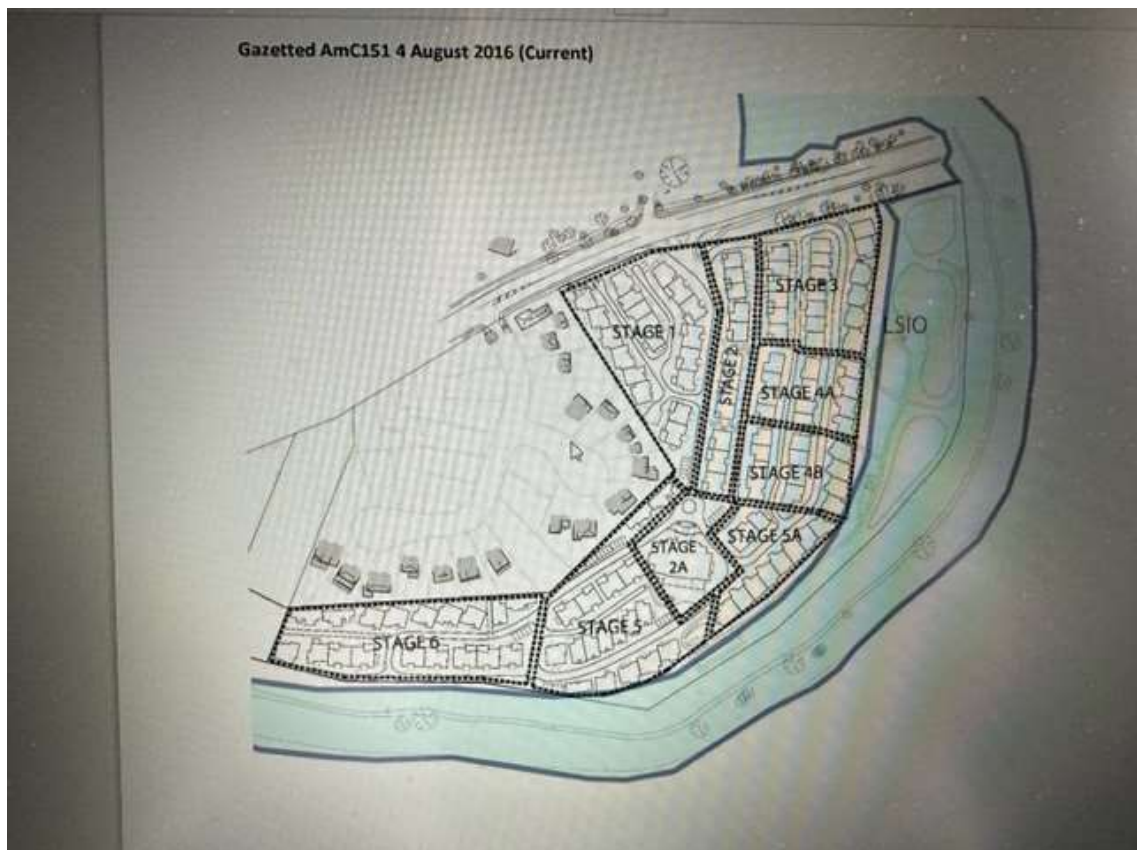 Gazetted AmC151 4 August 2016 (Current)
STAGE 3
LSIO
STAGE 1
STAGE 2
STAGE 4A
STAGE 4B
STAGE 5A
STAGE
2A
STAGE 5
STAGE 6